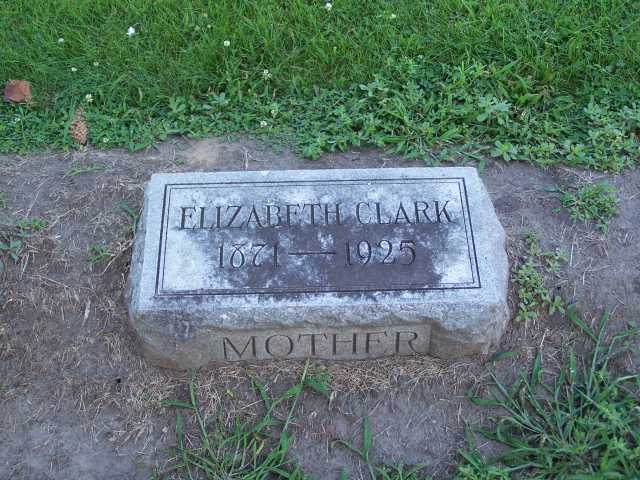 ELIZABETH CLARK
1871 — 1925
MOTHER